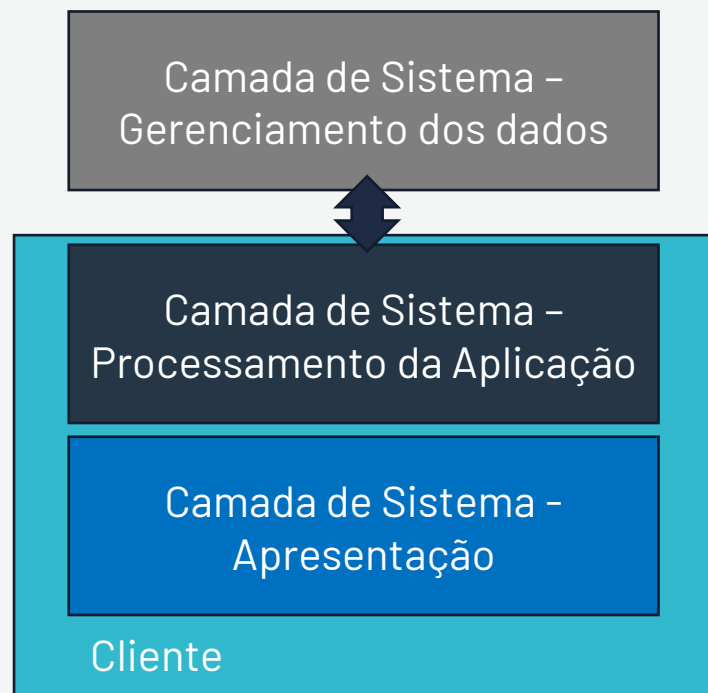 Camada de Sistema –
Gerenciamento dos dados
Camada de Sistema –
Processamento da Aplicação
Camada de Sistema -
Apresentação
Cliente